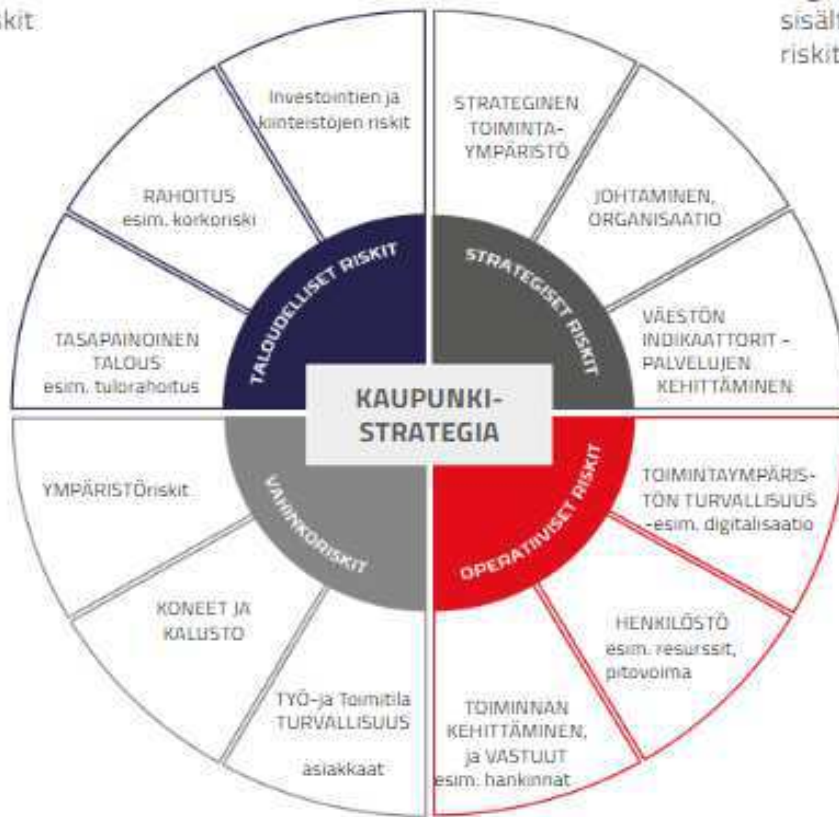 skit
sisält
riskit
Investointien ja
kiinteistöjen riskit
RAHOITUS
esim. korkoriski
TASAPAINOINEN
TALOUS
esim. tulorahoitus
TALOUDELLISET RISKIT
STRATEGINEN
TOIMINTA-
YMPÄRISTÖ
JOHTAMINEN,
ORGANISAATIO
VÄESTÖN
INDIKAATTORIT -
PALVELUJEN
KEHITTÄMINEN
STRATEGISET RISKIT
KAUPUNKI-
STRATEGIA
YMPÄRISTÖriskit
KONEET JA
KALUSTO
TYÖ-ja Toimitila
TURVALLISUUS
asiakkaat
VAHINKORISKIT
TOIMINTAYMPÄRIS-
TÖN TURVALLISUUS
-esim. digitalisaatio
HENKILÖSTÖ
esim. resurssit,
pitovoima
TOIMINNAN
KEHITTÄMINEN,
ja VASTUUT
esim. hankinnat
OPERATIIVISET RISKIT